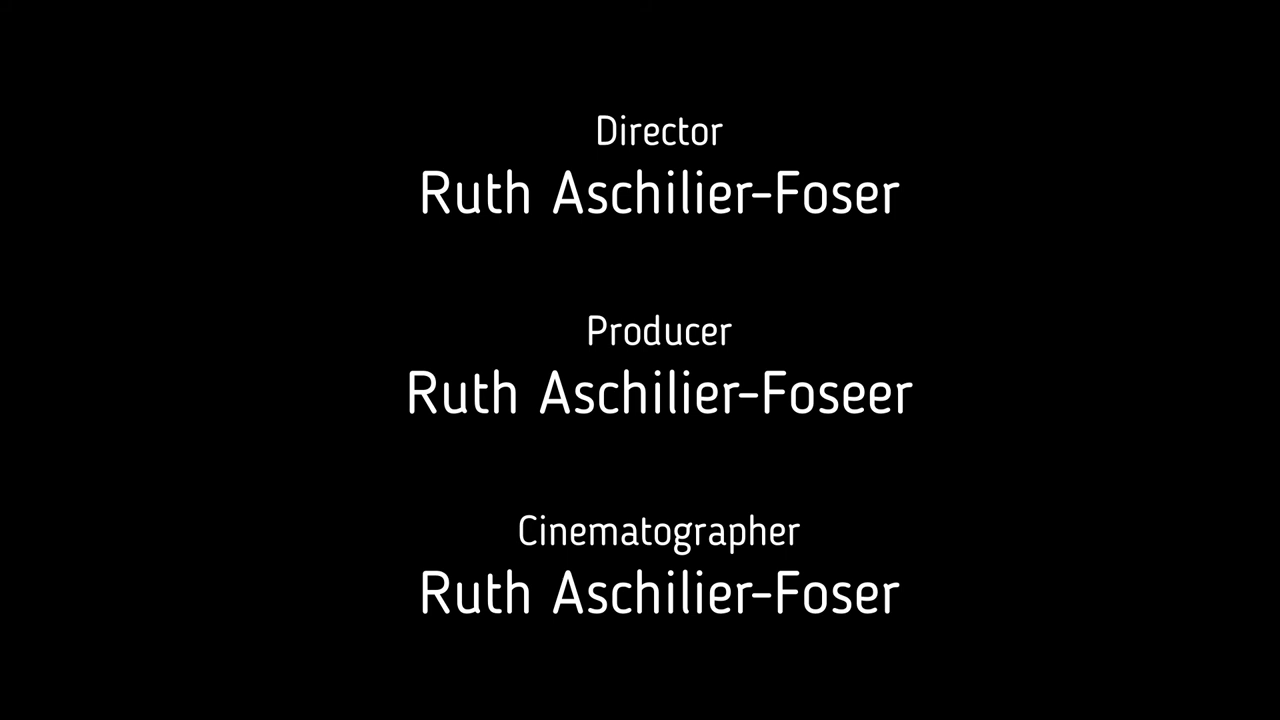 Director
Ruth Aschilier-Foser
Producer
Ruth Aschilier-Foseer
Cinematographer
Ruth Aschilier-Foser